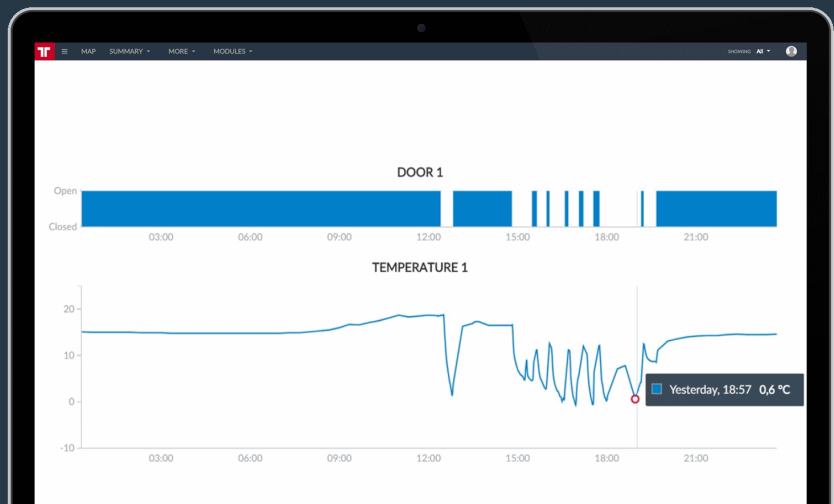 MAP SUMMARY MORE MODULES SHOWING All
DOOR 1
Open
Closed
03:00 06:00 09:00 12:00 15:00 18:00 21:00
TEMPERATURE 1
20
10
Yesterday, 18:57 0,6 °C
0
-10
03:00 06:00 09:00 12:00 15:00 18:00 21:00